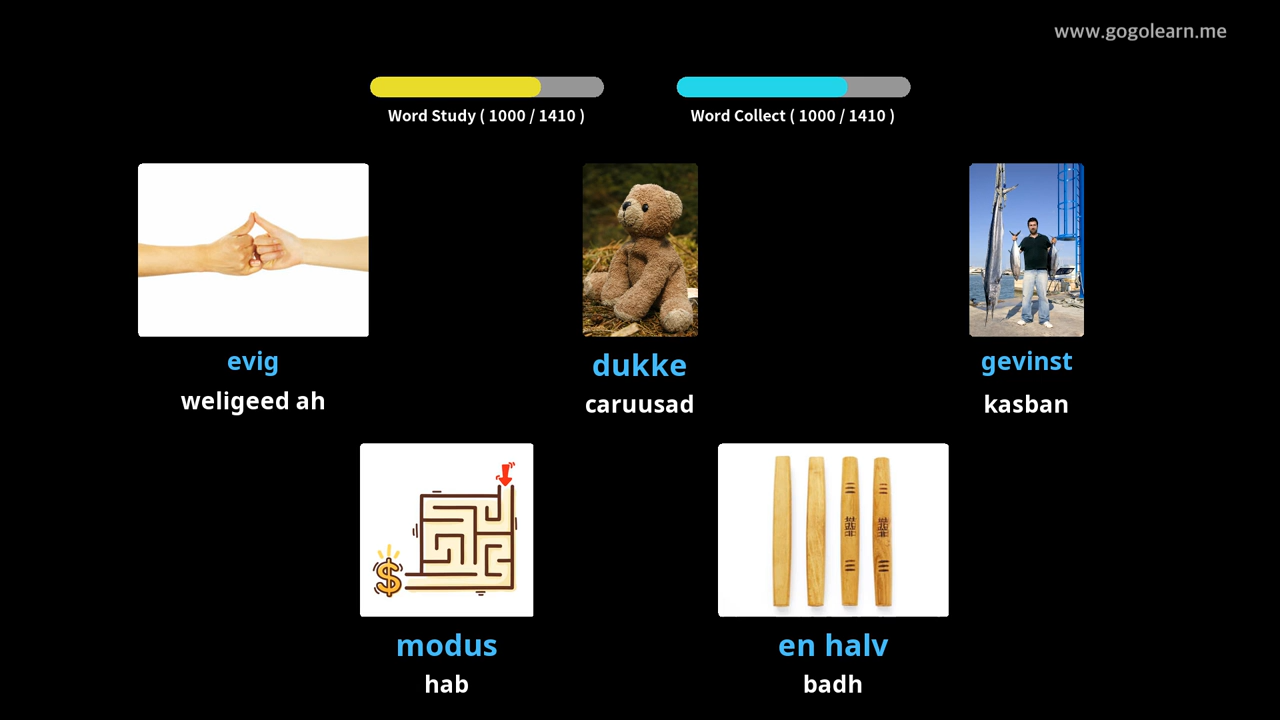 www.gogolearn.me
Word Study ( 1000 / 1410 )
Word Collect ( 1000 / 1410 )
evig
weligeed ah
dukke
caruusad
gevinst
kasban
modus
hab
en halv
badh